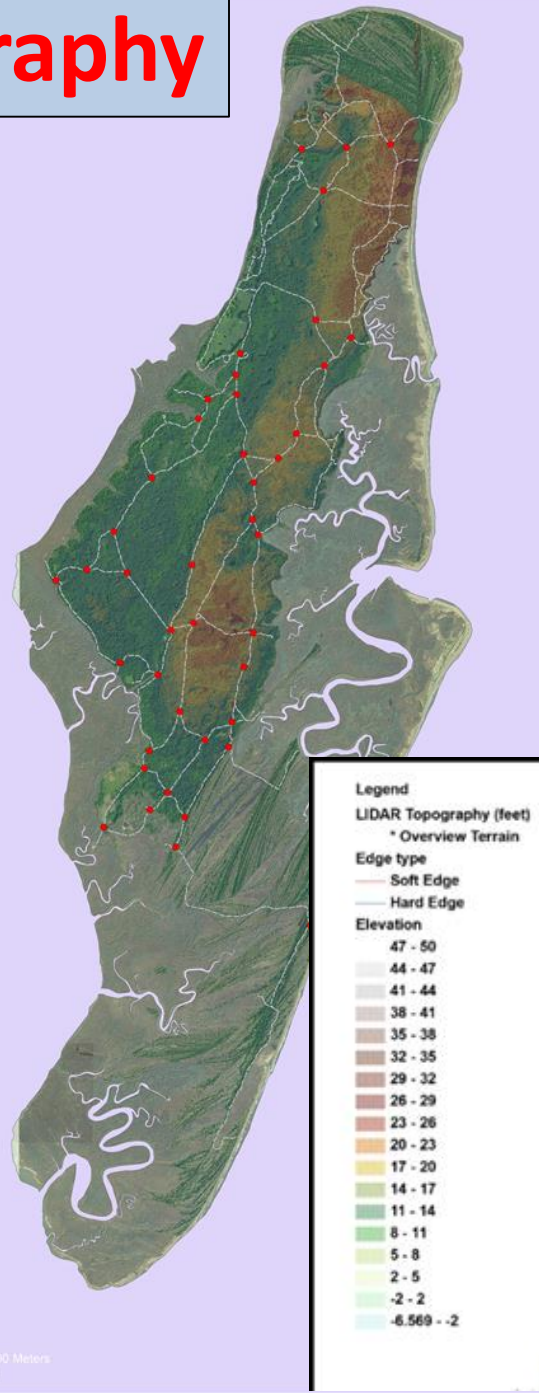 raphy
Legend
LIDAR Topography (feet)
* Overview Terrain
Edge type
Soft Edge
Hard Edge
Elevation
47 - 50
44 - 47
41 - 44
38 - 41
35 - 38
32 - 35
29 - 32
26 - 29
23 - 26
20 - 23
17 - 20
14 - 17
11 - 14
8 - 11
5 - 8
2 - 5
-2 - 2
-6.569 - -2
00 Meters